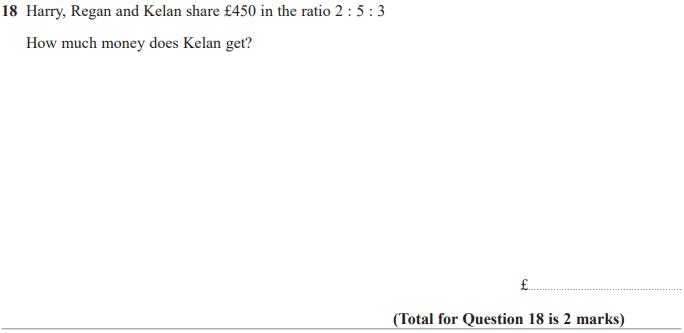 18 Harry, Regan and Kelan share £450 in the ratio 2 : 5 : 3
How much money does Kelan get?
£
(Total for Question 18 is 2 marks)